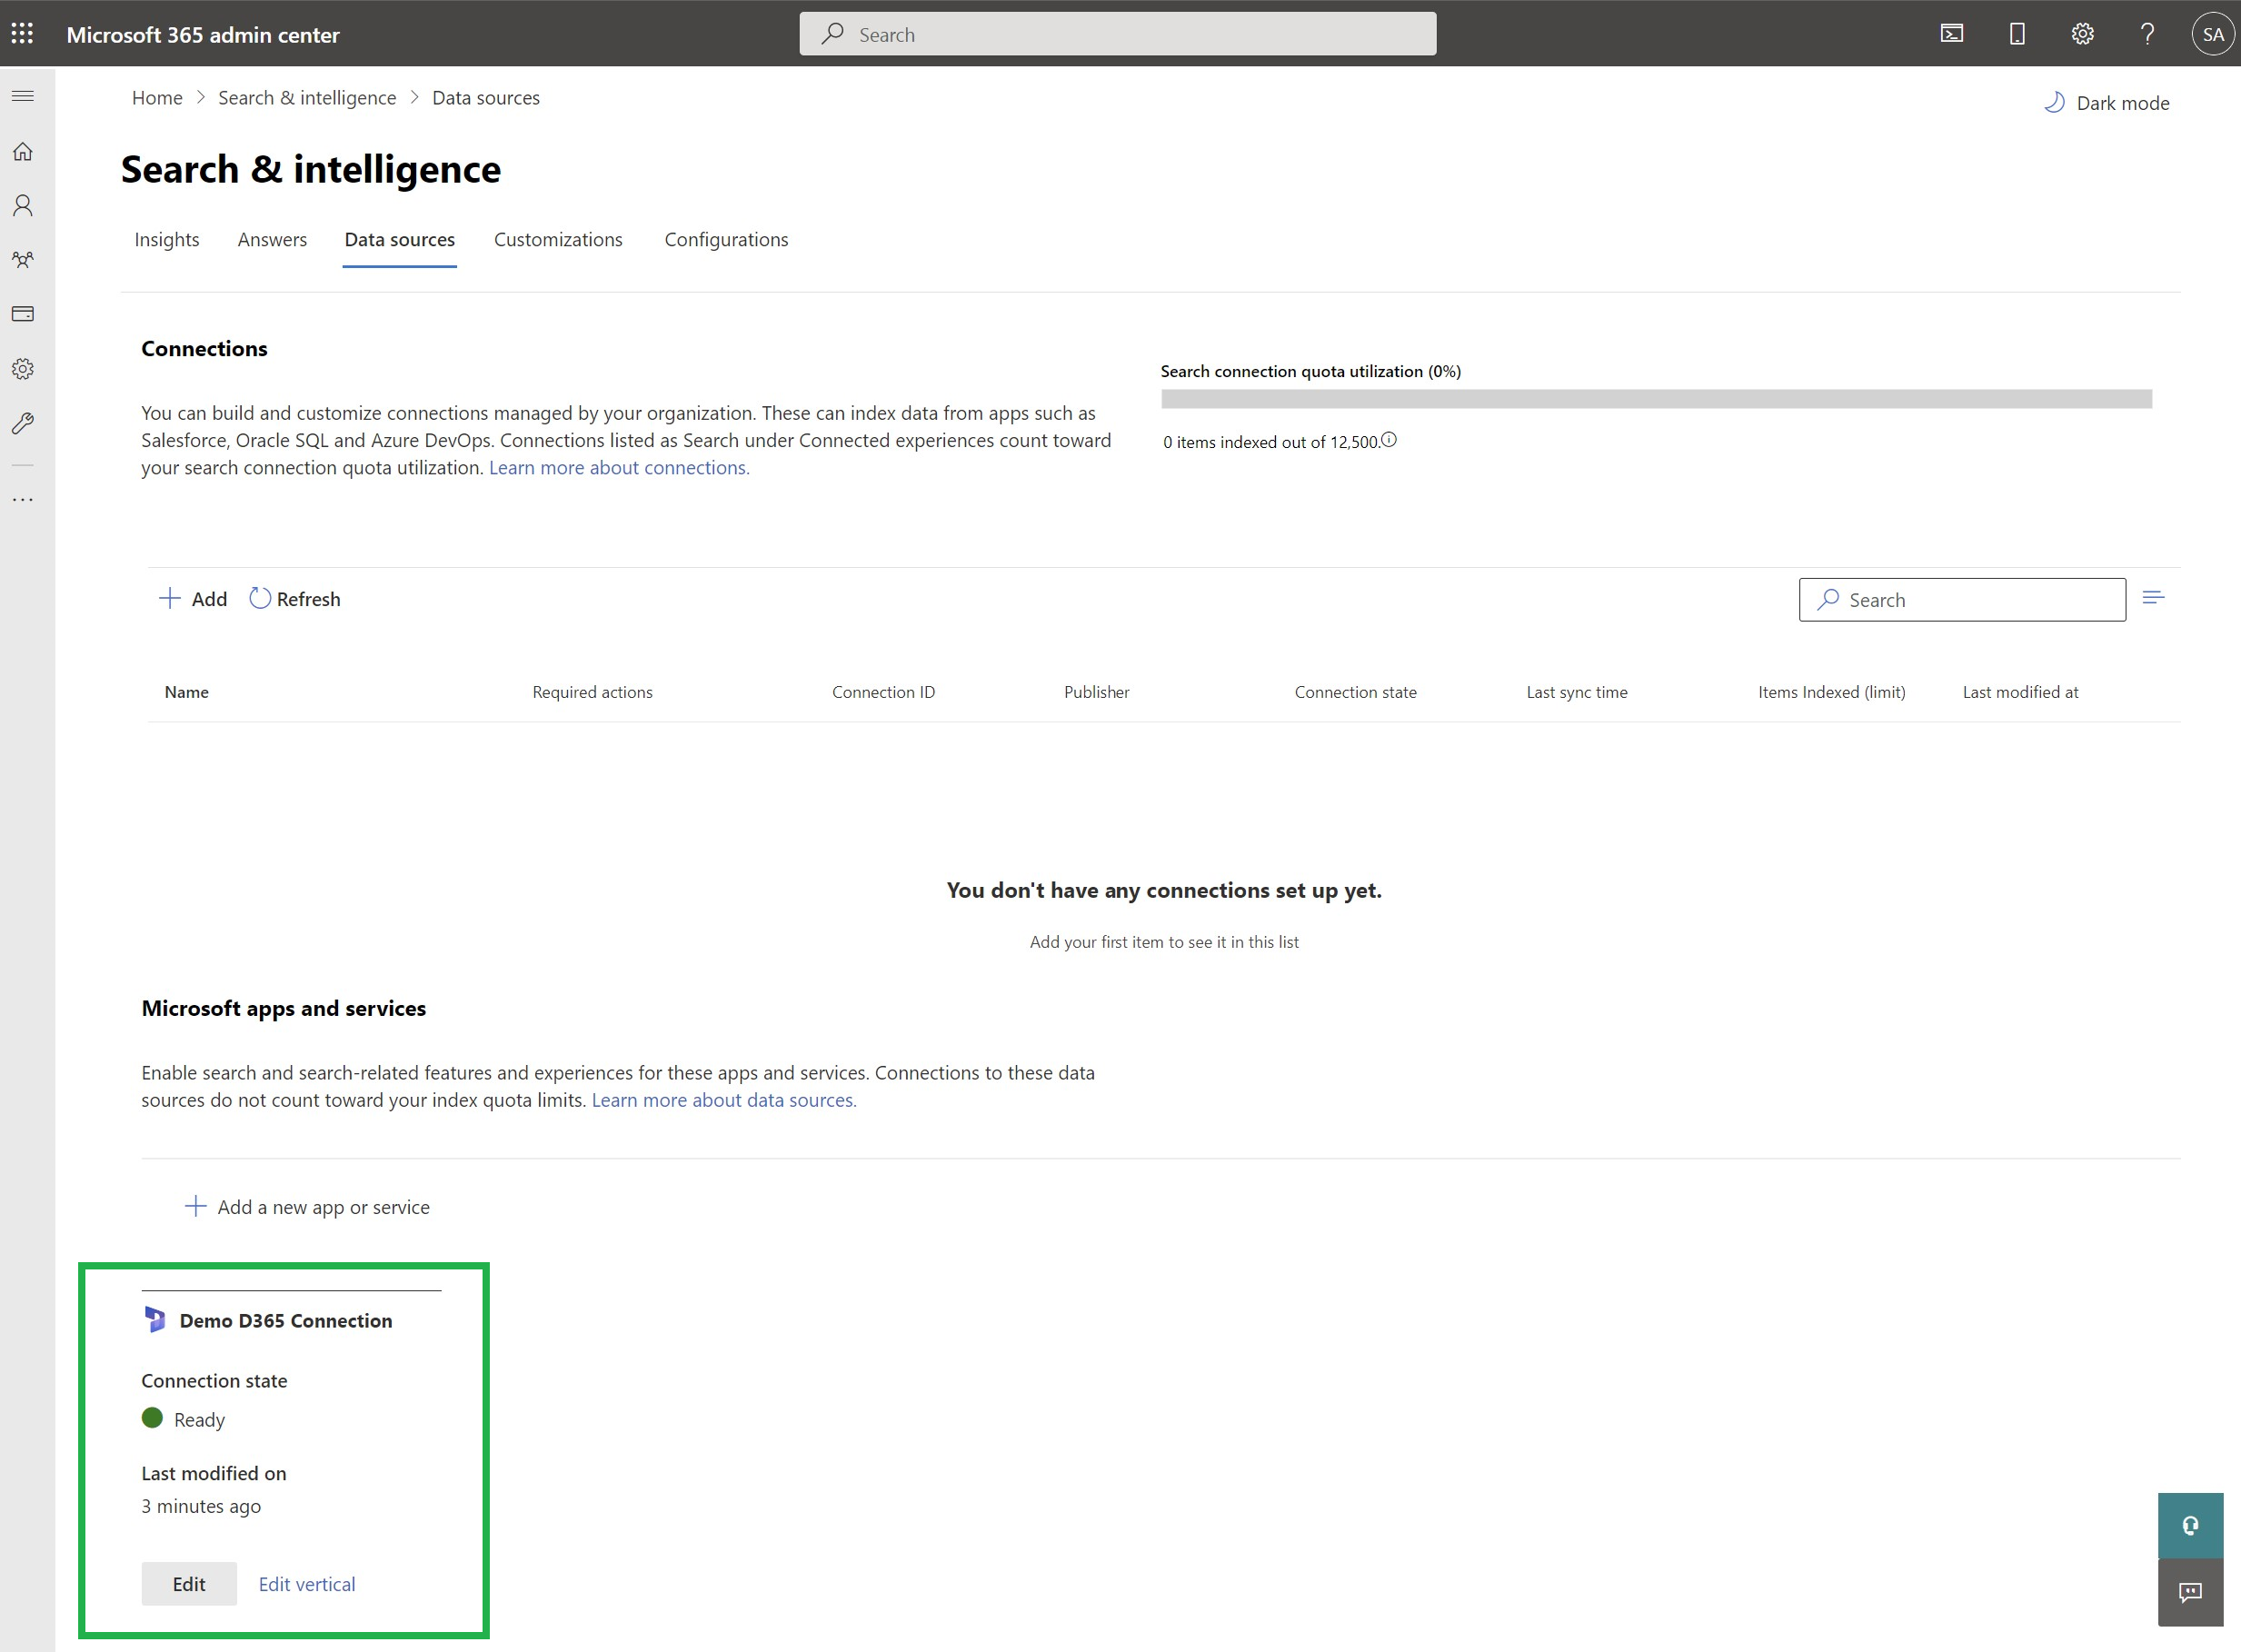 Microsoft 365 admin center
Search
SA
Home > Search & intelligence > Data sources
Dark mode
Search & intelligence
Insights Answers Data sources Customizations Configurations
Connections
Search connection quota utilization (0%)
You can build and customize connections managed by your organization. These can index data from apps such as
Salesforce, Oracle SQL and Azure DevOps. Connections listed as Search under Connected experiences count toward
your search connection quota utilization. Learn more about connections.
0 items indexed out of 12,500.
Add Refresh
Search
Name Required actions Connection ID Publisher Connection state Last sync time Items Indexed (limit) Last modified at
You don't have any connections set up yet.
Add your first item to see it in this list
Microsoft apps and services
Enable search and search-related features and experiences for these apps and services. Connections to these data
sources do not count toward your index quota limits. Learn more about data sources.
Add a new app or service
Demo D365 Connection
Connection state
Ready
Last modified on
3 minutes ago
Edit Edit vertical